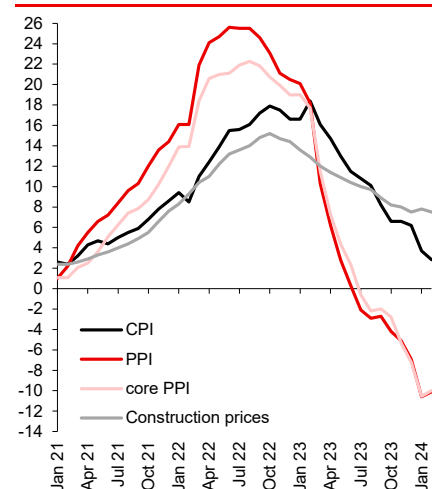 26
24
22
20
18
16
14
12
10
8
6
4
2
0
-2
-4
-6
-8
-10
-12
-14
CPI
PPI
core PPI
Construction prices
Jan 21
Apr 21
Jul 21
Oct 21
Jan 22
Apr 22
Jul 22
Oct 22
Jan 23
Apr 23
Jul 23
Oct 23
Jan 24